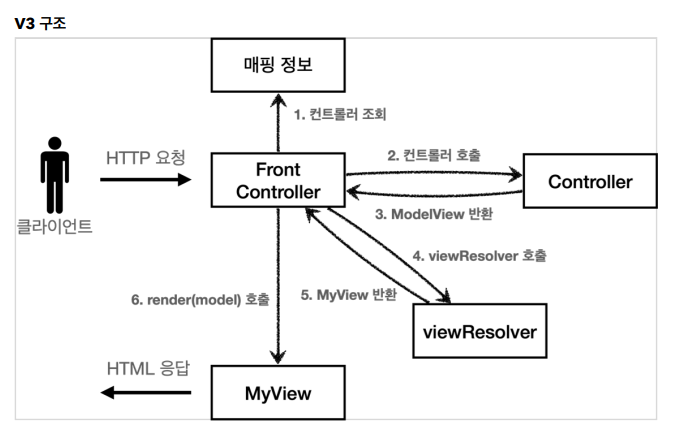 V3 구조
매핑 정보
1. 컨트롤러 조회
HTTP 요청
Front
Controller
2. 컨트롤러 호출
Controller
3. ModelView 반환
클라이언트
4. viewResolver 호출
5. MyView 반환
6. render(model) 호출
viewResolver
HTML 응답
MyView